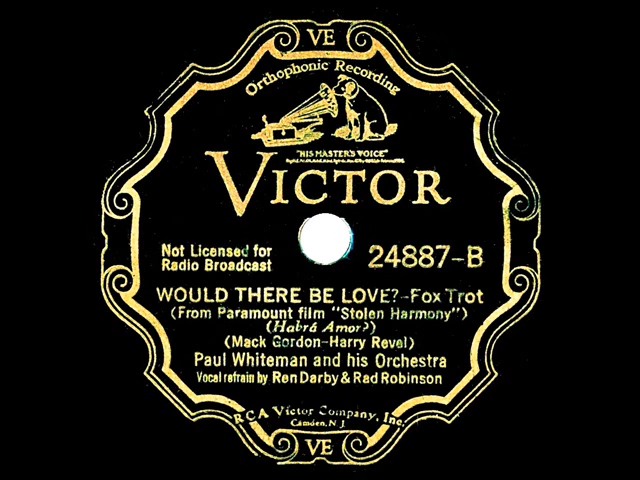 VE
Orthophonic Recording
"HIS MASTER'S VOICE"
VICTOR
Not Licensed for
Radio Broadcast
24887-B
WOULD THERE BE LOVE?-Fox Trot
(From Paramount film "Stolen Harmony")
(Habrá Amor?)
(Mack Gordon-Harry Revel)
Paul Whiteman and his Orchestra
Vocal refrain by Ren Darby & Rad Robinson
RCA Victor Company, Inc.
Camden, N. J.
VE